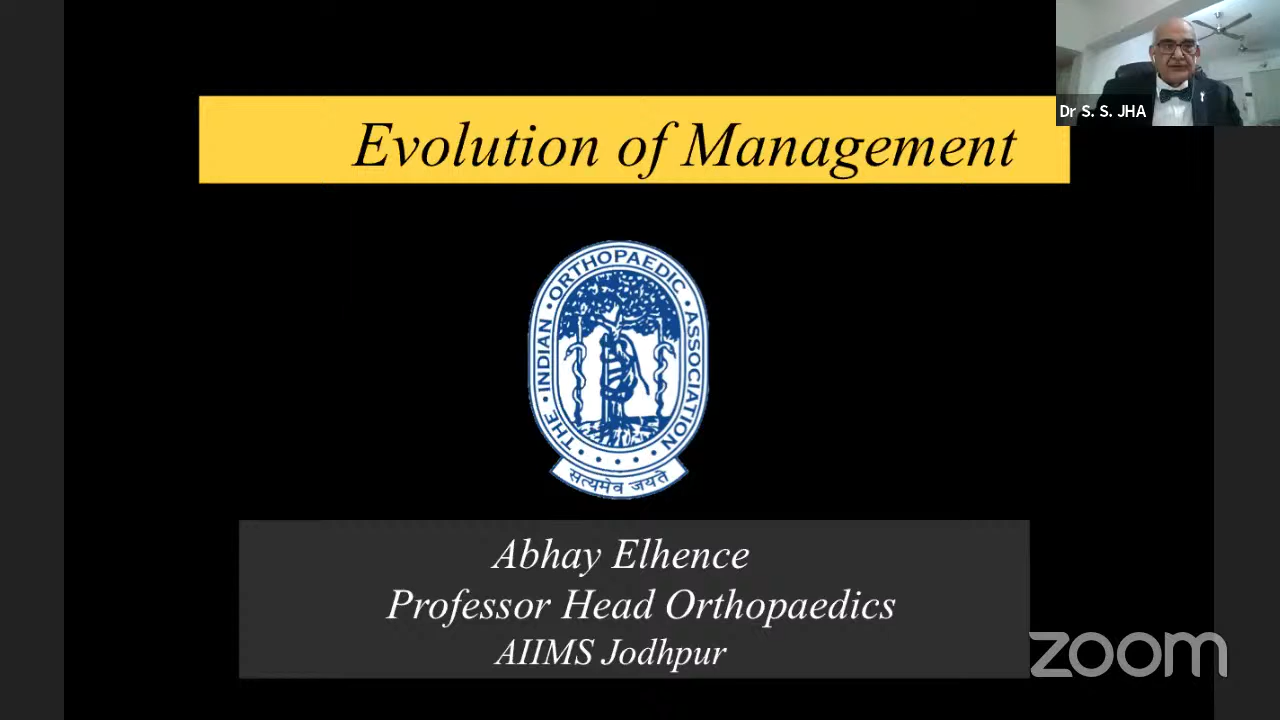 Evolution of Management
Dr S. S. JHA
THE • INDIAN • ORTHOPAEDIC • ASSOCIATION
सत्यमेव जयते
Abhay Elhence
Professor Head Orthopaedics
AIIMS Jodhpur
zoom